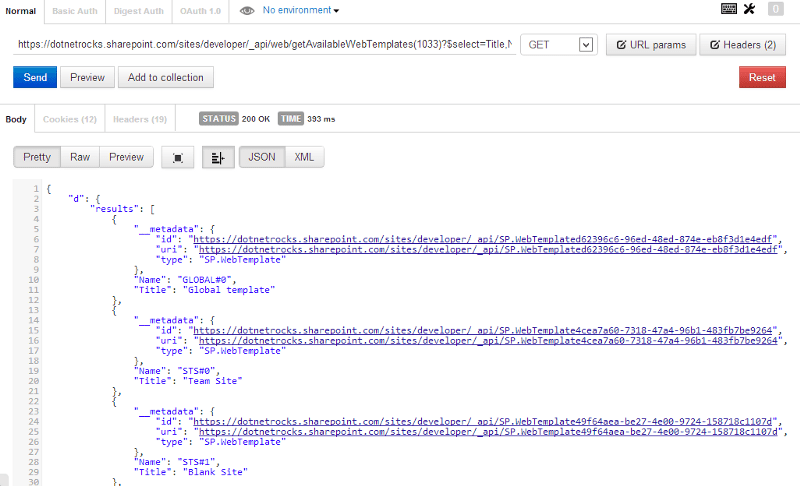 Normal Basic Auth Digest Auth OAuth 1.0 No environment 0
https://dotnetrocks.sharepoint.com/sites/developer/_api/web/getAvailableWebTemplates(1033)?$select=Title,N GET URL params Headers (2)
Send Preview Add to collection Reset
Body Cookies (12) Headers (19) STATUS 200 OK TIME 393 ms
Pretty Raw Preview JSON XML
1 {
2 "d": {
3 "results": [
4 {
5 "__metadata": {
6 "id": "https://dotnetrocks.sharepoint.com/sites/developer/_api/SP.WebTemplated62396c6-96ed-48ed-874e-eb8f3d1e4edf",
7 "uri": "https://dotnetrocks.sharepoint.com/sites/developer/_api/SP.WebTemplated62396c6-96ed-48ed-874e-eb8f3d1e4edf",
8 "type": "SP.WebTemplate"
9 },
10 "Name": "GLOBAL#0",
11 "Title": "Global template"
12 },
13 {
14 "__metadata": {
15 "id": "https://dotnetrocks.sharepoint.com/sites/developer/_api/SP.WebTemplate4cea7a60-7318-47a4-96b1-483fb7be9264",
16 "uri": "https://dotnetrocks.sharepoint.com/sites/developer/_api/SP.WebTemplate4cea7a60-7318-47a4-96b1-483fb7be9264",
17 "type": "SP.WebTemplate"
18 },
19 "Name": "STS#0",
20 "Title": "Team Site"
21 },
22 {
23 "__metadata": {
24 "id": "https://dotnetrocks.sharepoint.com/sites/developer/_api/SP.WebTemplate49f64aea-be27-4e00-9724-158718c1107d",
25 "uri": "https://dotnetrocks.sharepoint.com/sites/developer/_api/SP.WebTemplate49f64aea-be27-4e00-9724-158718c1107d",
26 "type": "SP.WebTemplate"
27 },
28 "Name": "STS#1",
29 "Title": "Blank Site"
30 },